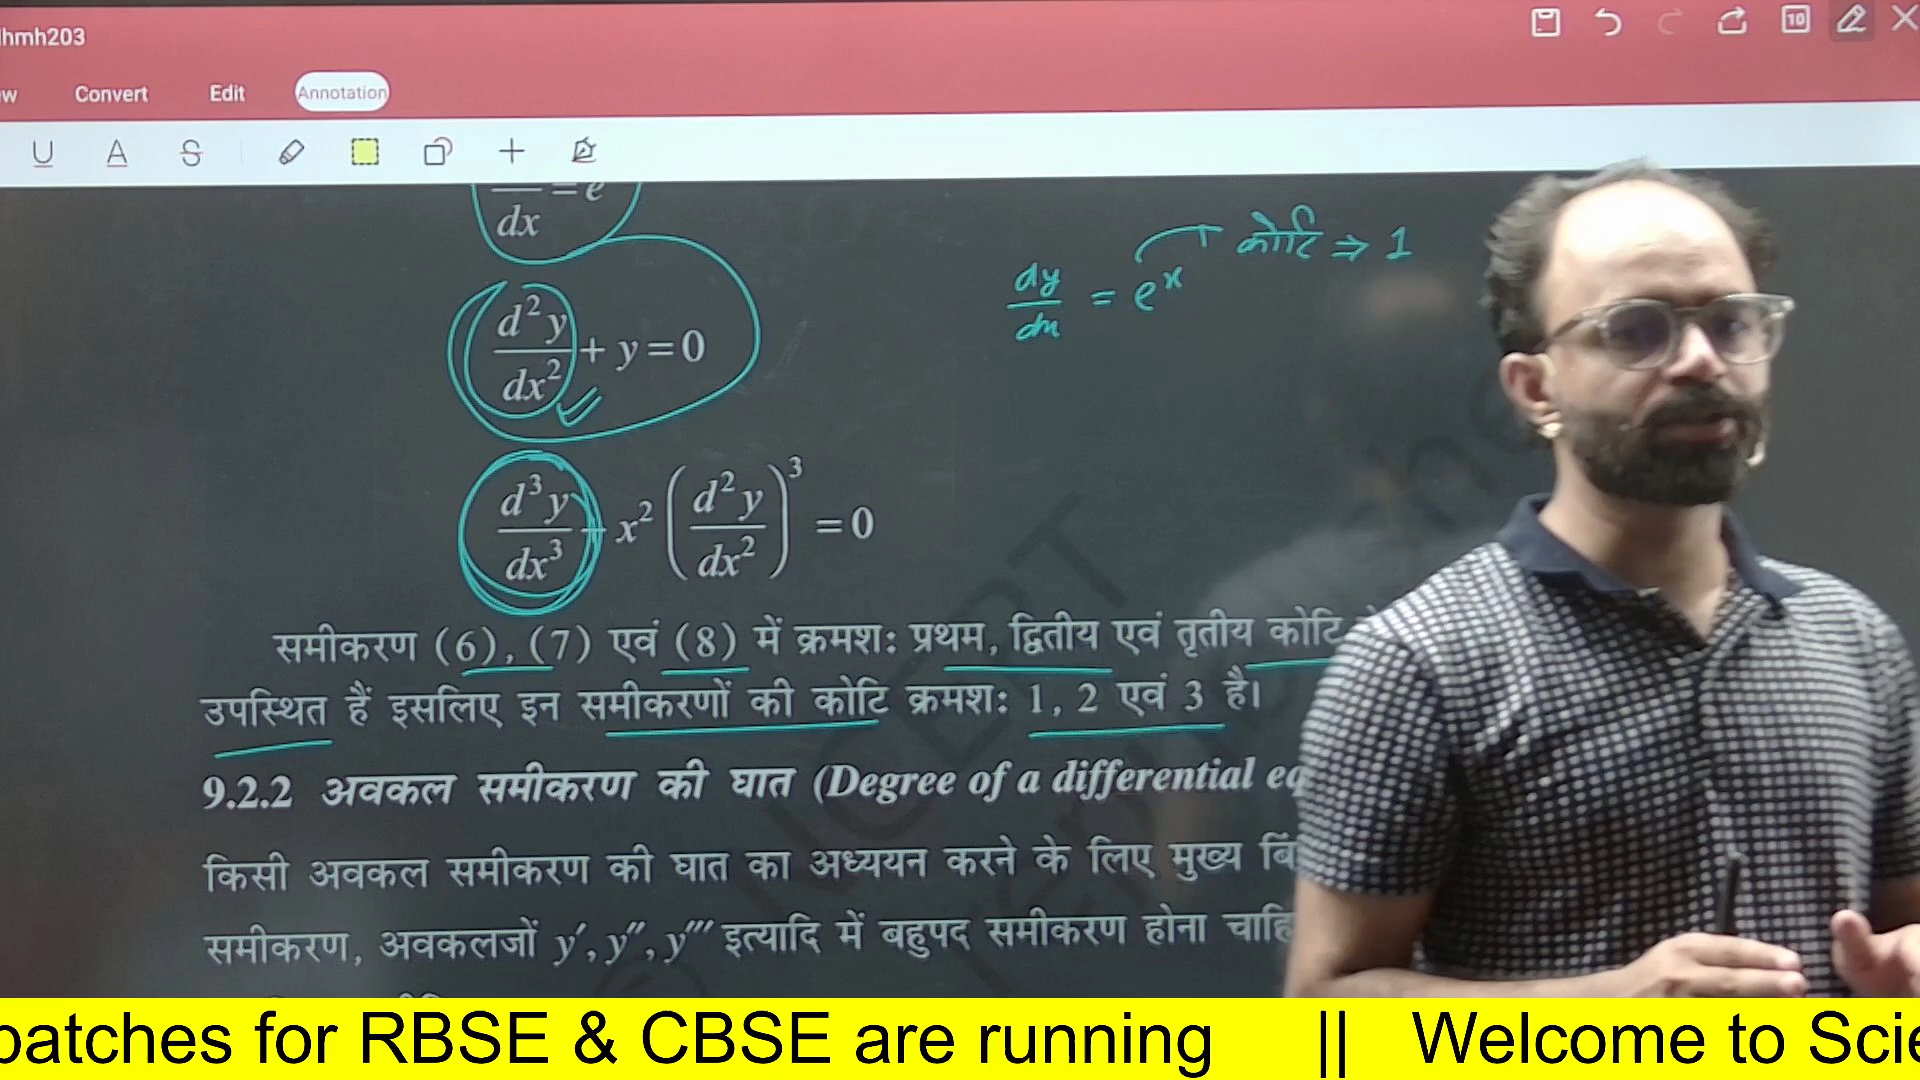 hmh203
Convert Edit Annotation
U A S
10
dx = e
d²y/dx² + y = 0
dy/dx = eˣ → कोटि ⇒ 1
d³y/dx³ + x² (d²y/dx²)³ = 0
समीकरण (6), (7) एवं (8) में क्रमशः प्रथम, द्वितीय एवं तृतीय कोटि
उपस्थित हैं इसलिए इन समीकरणों की कोटि क्रमशः 1, 2 एवं 3 है।
9.2.2 अवकल समीकरण की घात (Degree of a differential eq
किसी अवकल समीकरण की घात का अध्ययन करने के लिए मुख्य बिं
समीकरण, अवकलजों y′, y″, y‴ इत्यादि में बहुपद समीकरण होना चाहि
batches for RBSE & CBSE are running || Welcome to Scie